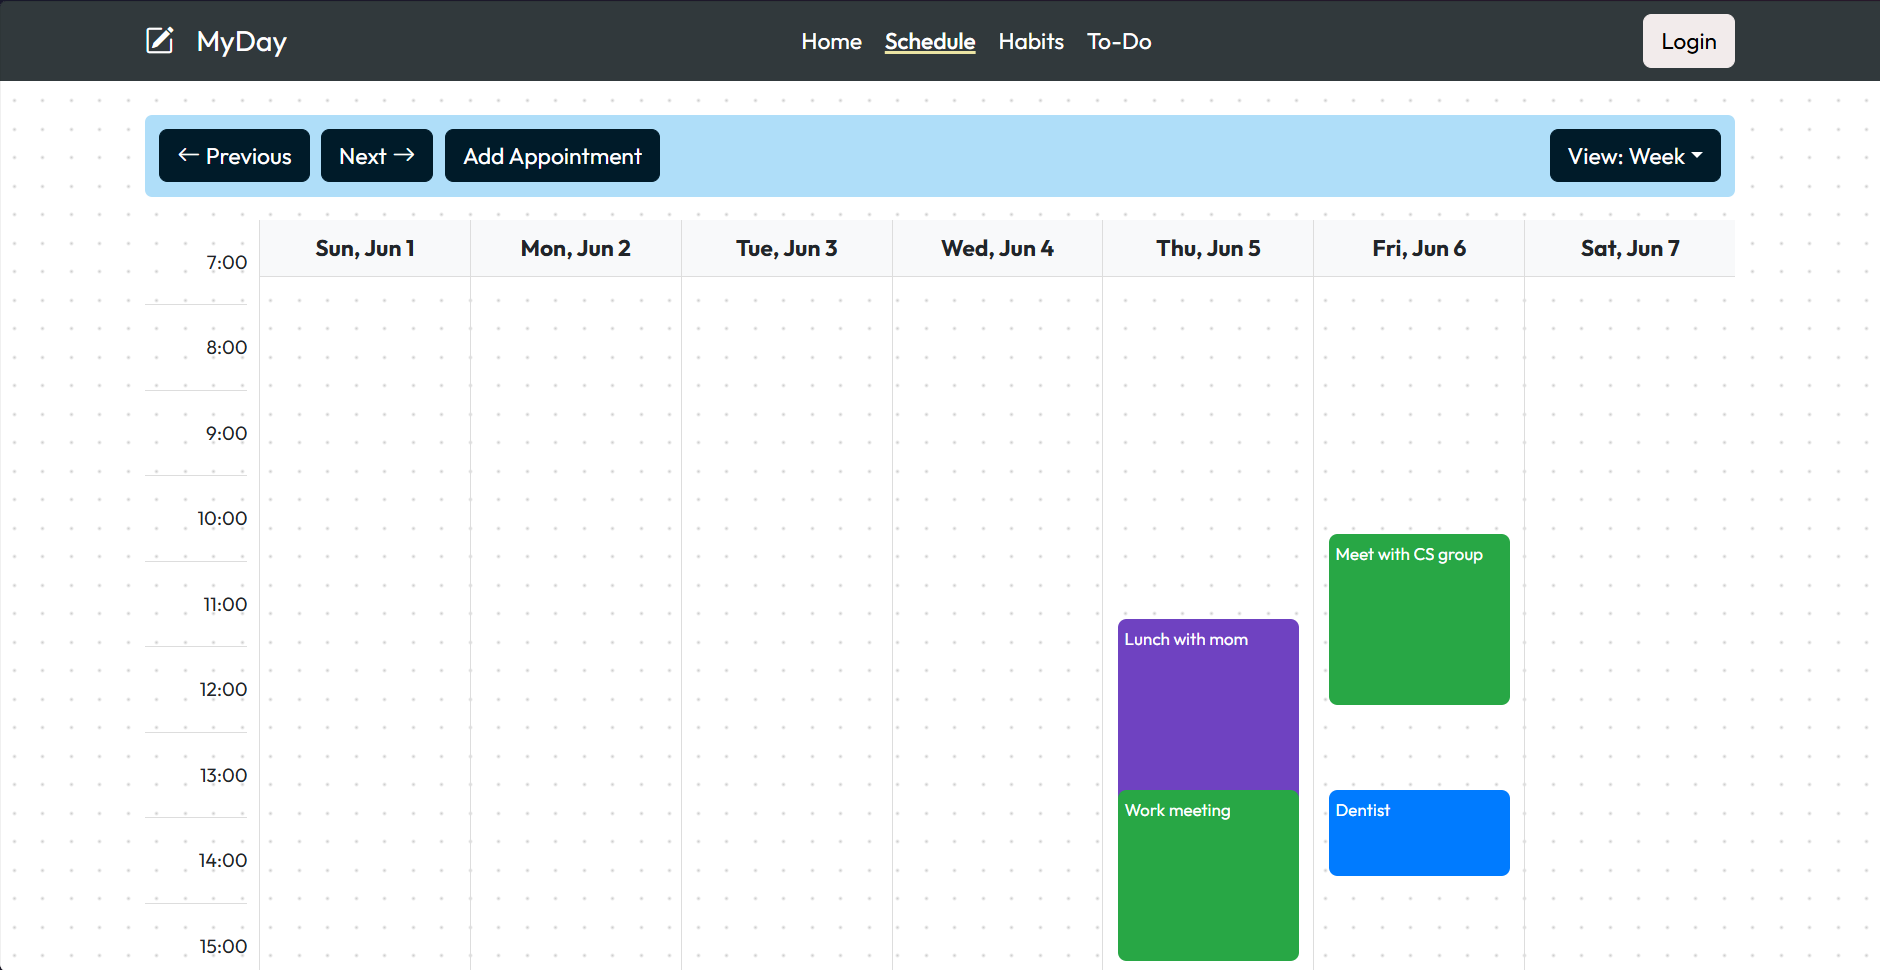 MyDay
Home Schedule Habits To-Do
Login
← Previous
Next →
Add Appointment
View: Week
Sun, Jun 1
Mon, Jun 2
Tue, Jun 3
Wed, Jun 4
Thu, Jun 5
Fri, Jun 6
Sat, Jun 7
7:00
8:00
9:00
10:00
11:00
12:00
13:00
14:00
15:00
Lunch with mom
Work meeting
Meet with CS group
Dentist